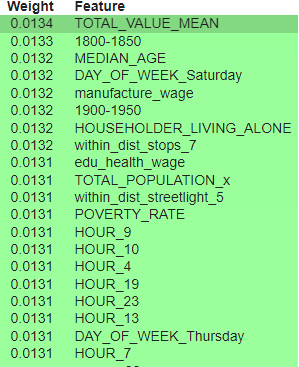 Weight Feature
0.0134 TOTAL_VALUE_MEAN
0.0133 1800-1850
0.0132 MEDIAN_AGE
0.0132 DAY_OF_WEEK_Saturday
0.0132 manufacture_wage
0.0132 1900-1950
0.0132 HOUSEHOLDER_LIVING_ALONE
0.0132 within_dist_stops_7
0.0131 edu_health_wage
0.0131 TOTAL_POPULATION_x
0.0131 within_dist_streetlight_5
0.0131 POVERTY_RATE
0.0131 HOUR_9
0.0131 HOUR_10
0.0131 HOUR_4
0.0131 HOUR_19
0.0131 HOUR_23
0.0131 HOUR_13
0.0131 DAY_OF_WEEK_Thursday
0.0131 HOUR_7